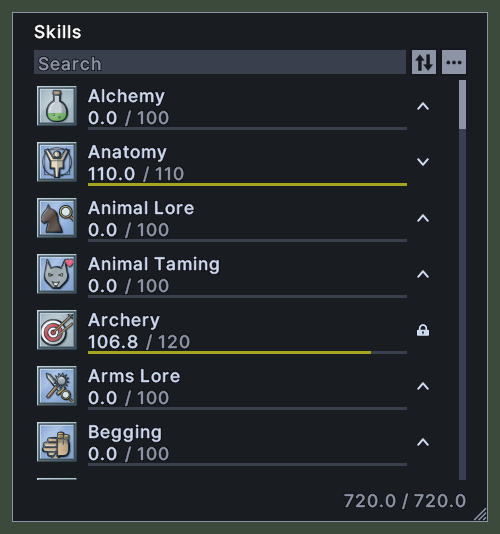 Skills
Search
Alchemy
0.0 / 100
Anatomy
110.0 / 110
Animal Lore
0.0 / 100
Animal Taming
0.0 / 100
Archery
106.8 / 120
Arms Lore
0.0 / 100
Begging
0.0 / 100
720.0 / 720.0